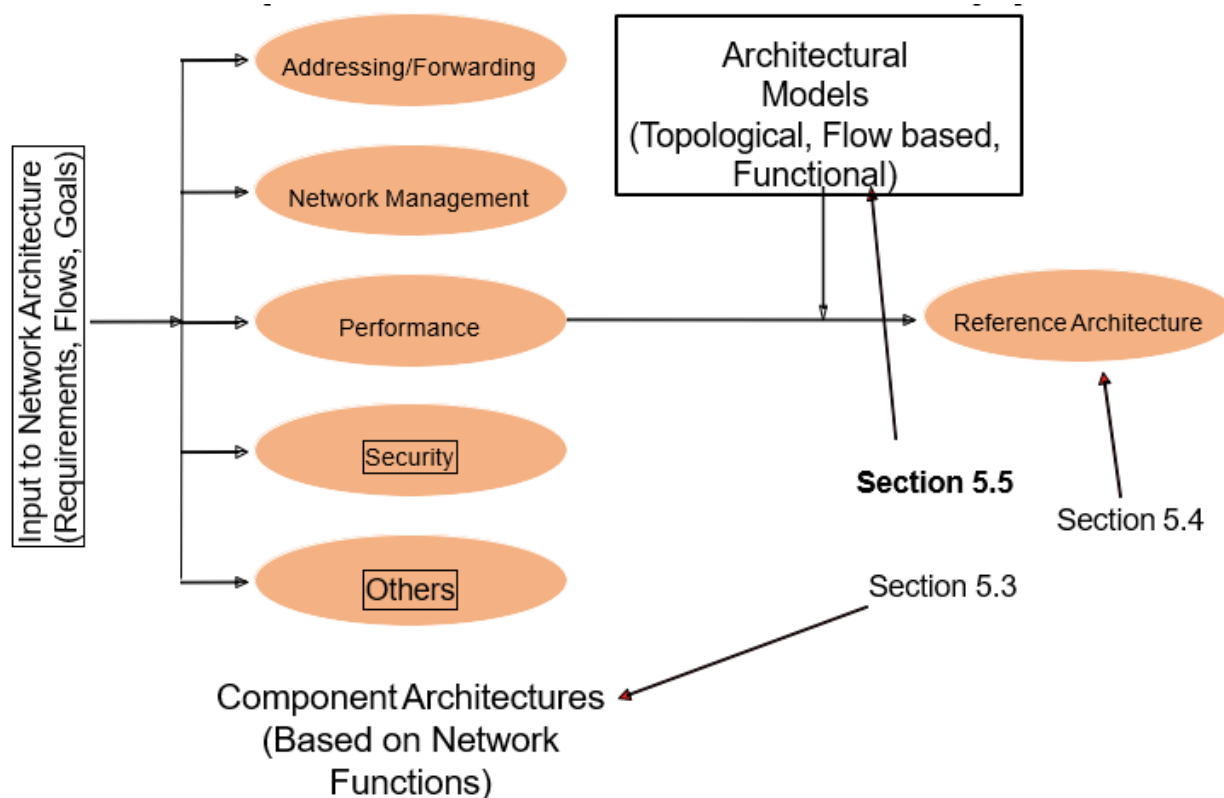 Addressing/Forwarding
Architectural
Models
(Topological, Flow based,
Functional)
Input to Network Architecture
(Requirements, Flows, Goals)
Network Management
Performance
Reference Architecture
Security
Section 5.5
Section 5.4
Others
Section 5.3
Component Architectures
(Based on Network
Functions)